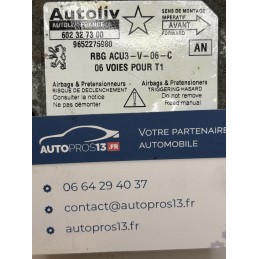 Autoliv
AUTOLIV FRANCE
602 32 73 00
9652275980
SENS DE MONTAGE
IMPERATIF
AVANT
FORWARD
AN
RBG ACU3-V-06-C
06 VOIES POUR T1
Airbags & Pretensionneurs
RISQUE DE DECLENCHEMENT
Consulter la notice
Ne pas démonter
Airbags & Pretensioners
TRIGGERING HASARD
Do not remove
Read manual
AUTOPROS13.FR
VOTRE PARTENAIRE
AUTOMOBILE
06 64 29 40 37
contact@autopros13.fr
autopros13.fr